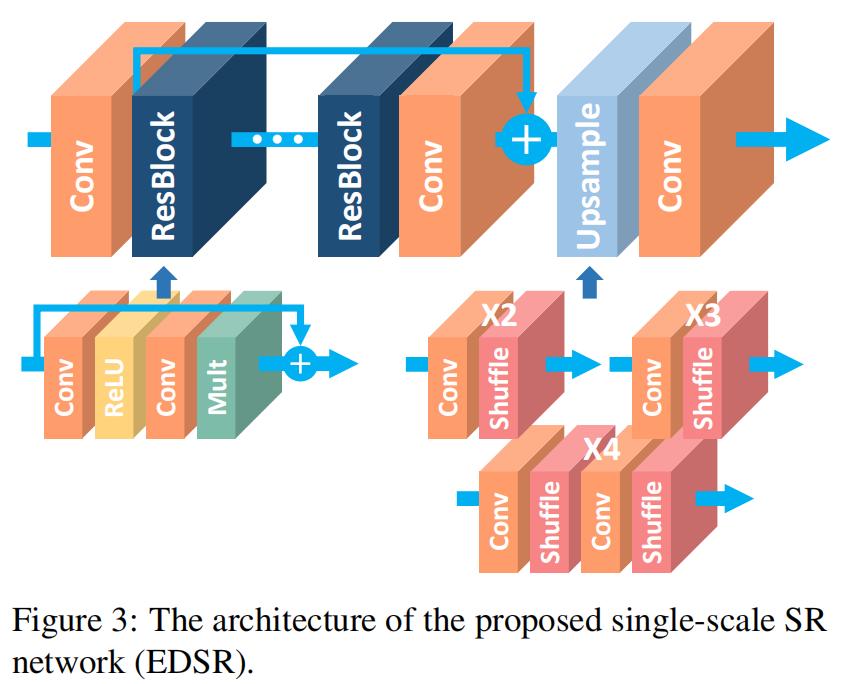 Conv
ResBlock
ResBlock
Conv
Upsample
Conv
Conv
ReLU
Conv
Mult
X2
Conv
Shuffle
X3
Conv
Shuffle
X4
Conv
Shuffle
Conv
Shuffle
Figure 3: The architecture of the proposed single-scale SR
network (EDSR).